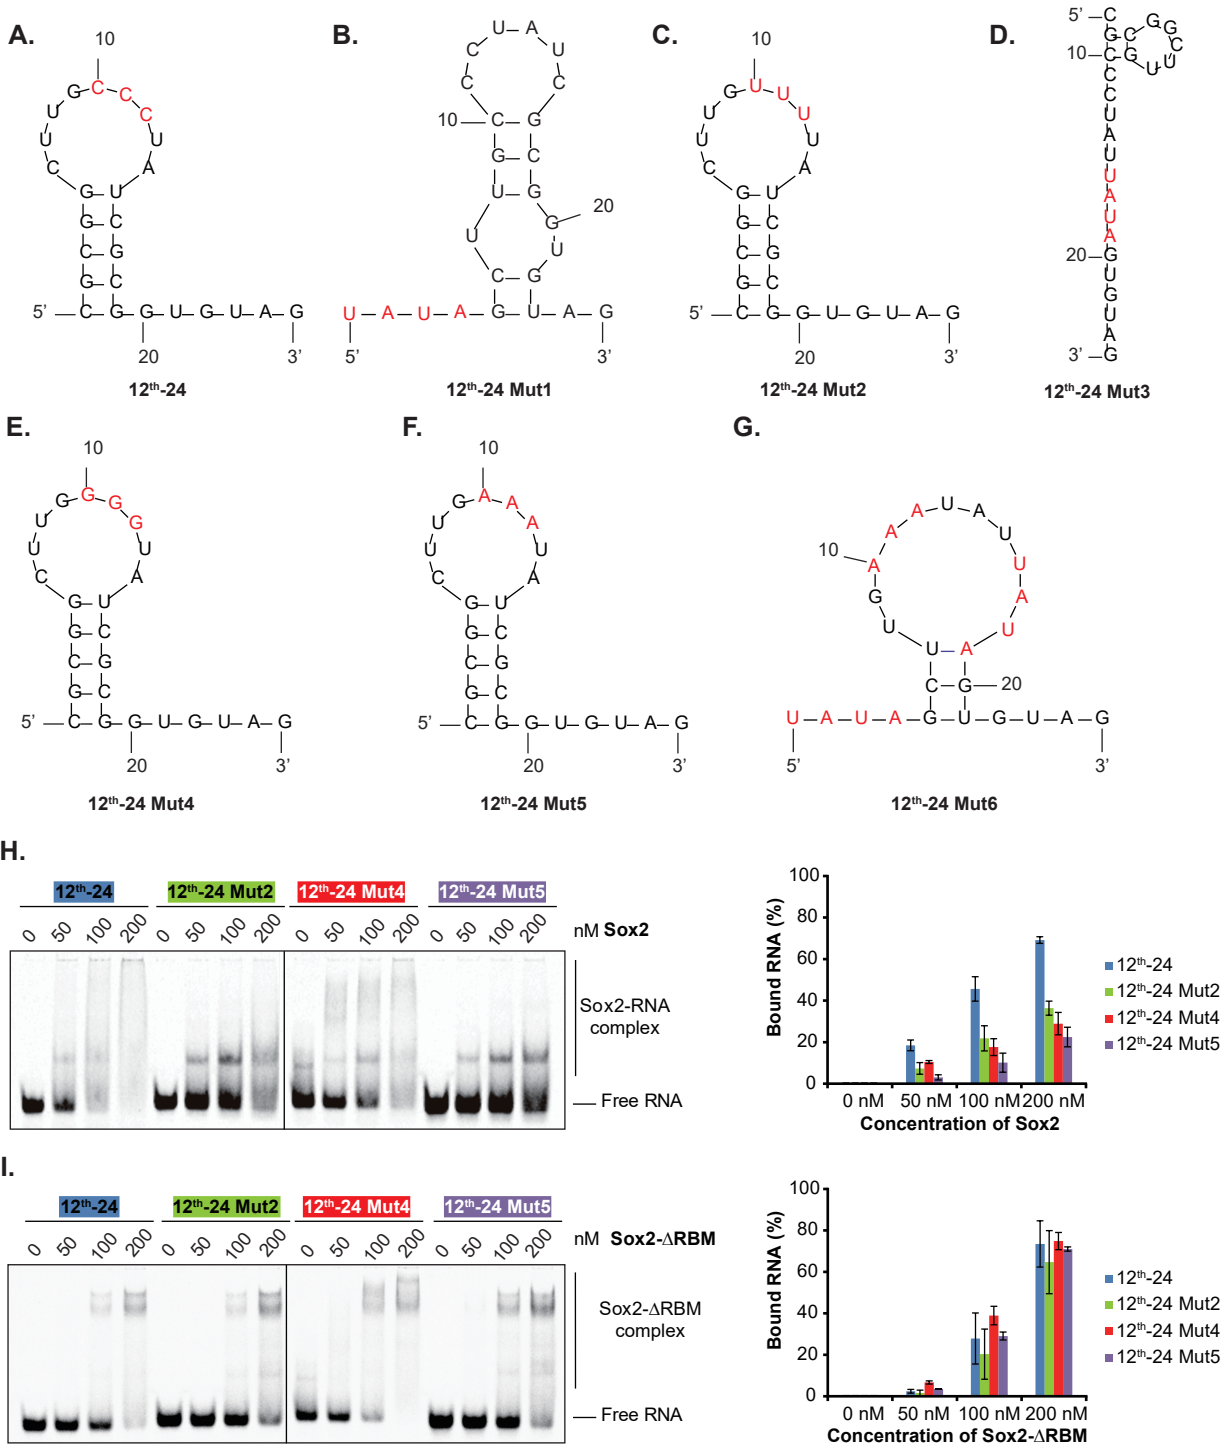 A.
10
G C C C
U U
U A
C U
G C
G G
C C
G G
5’ C G G U G U A G
20 3’
12th-24
B.
U A
C U
C C
10 C G
G C
U G
U G 20
U
C G
U A U A G U A G
5’ 3’
12th-24 Mut1
C.
10
G U U U
U U
U A
C U
G C
G G
C C
G G
5’ C G G U G U A G
20 3’
12th-24 Mut2
D.
5’ C
G C G G
10 C G U U C U
C
C
U
A
U
U
A
U
A
20 G
U
G
U
A
3’ G
12th-24 Mut3
E.
10
G G G G
U U
U A
C U
G C
G G
C C
G G
5’ C G G U G U A G
20 3’
12th-24 Mut4
F.
10
G A A A
U U
U A
C U
G C
G G
C C
G G
5’ C G G U G U A G
20 3’
12th-24 Mut5
G.
A A U A U
10 A U
G A
U U
U A
C G 20
U A U A G U G U A G
5’ 3’
12th-24 Mut6
H.
12th-24 12th-24 Mut2 12th-24 Mut4 12th-24 Mut5
0 50 100 200 0 50 100 200 0 50 100 200 0 50 100 200 nM Sox2
Sox2-RNA
complex
Free RNA
Bound RNA (%)
100
80
60
40
20
0
0 nM 50 nM 100 nM 200 nM
Concentration of Sox2
12th-24
12th-24 Mut2
12th-24 Mut4
12th-24 Mut5
I.
12th-24 12th-24 Mut2 12th-24 Mut4 12th-24 Mut5
0 50 100 200 0 50 100 200 0 50 100 200 0 50 100 200 nM Sox2-ΔRBM
Sox2-ΔRBM
complex
Free RNA
Bound RNA (%)
100
80
60
40
20
0
0 nM 50 nM 100 nM 200 nM
Concentration of Sox2-ΔRBM
12th-24
12th-24 Mut2
12th-24 Mut4
12th-24 Mut5